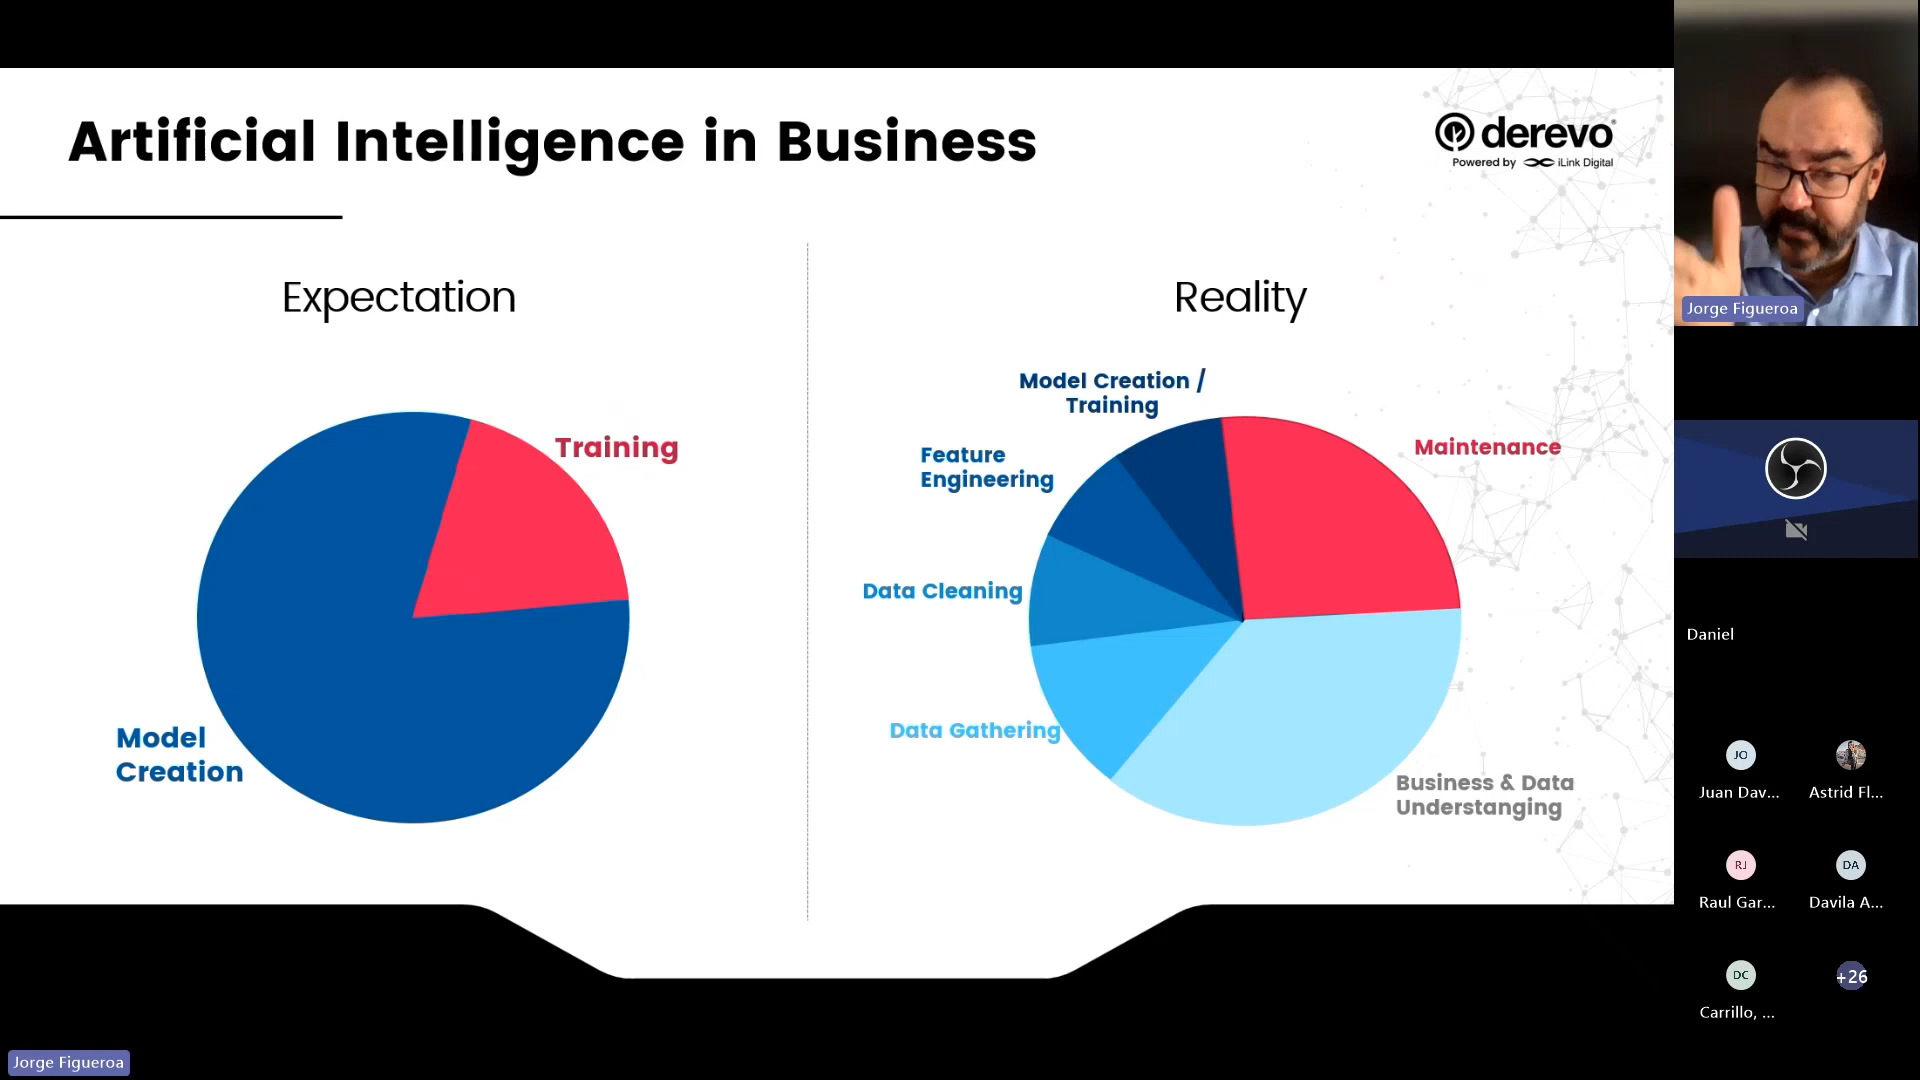 Artificial Intelligence in Business
derevo
Powered by iLink Digital
Expectation
Reality
Training
Model
Creation
Model Creation /
Training
Feature
Engineering
Data Cleaning
Data Gathering
Maintenance
Business & Data
Understanging
Jorge Figueroa
Daniel
JO
Juan Dav...
Astrid Fl...
RJ
DA
Raul Gar...
Davila A...
DC
+26
Carrillo, ...
Jorge Figueroa